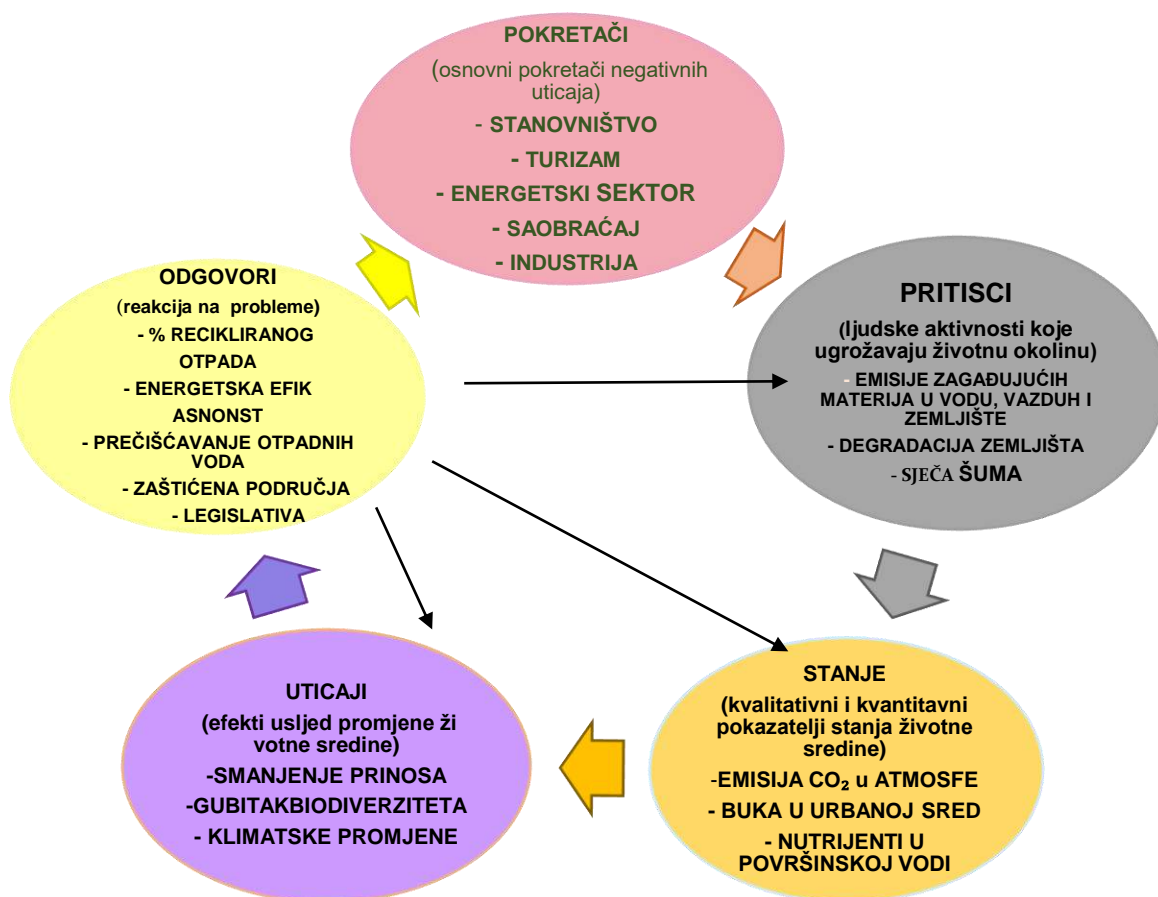 POKRETAČI
(osnovni pokretači negativnih
uticaja)
- STANOVNIŠTVO
- TURIZAM
- ENERGETSKI SEKTOR
- SAOBRAĆAJ
- INDUSTRIJA
ODGOVORI
(reakcija na probleme)
- % RECIKLIRANOG
OTPADA
- ENERGETSKA EFIK
ASNONST
- PREČIŠĆAVANJE OTPADNIH
VODA
- ZAŠTIĆENA PODRUČJA
- LEGISLATIVA
PRITISCI
(ljudske aktivnosti koje
ugrožavaju životnu okolinu)
- EMISIJE ZAGAĐUJUĆIH
MATERIJA U VODU, VAZDUH I
ZEMLJIŠTE
- DEGRADACIJA ZEMLJIŠTA
- SJEČA ŠUMA
UTICAJI
(efekti usljed promjene ži
votne sredine)
-SMANJENJE PRINOSA
-GUBITAKBIODIVERZITETA
- KLIMATSKE PROMJENE
STANJE
(kvalitativni i kvantitavni
pokazatelji stanja životne
sredine)
-EMISIJA CO₂ u ATMOSFE
- BUKA U URBANOJ SRED
- NUTRIJENTI U
POVRŠINSKOJ VODI